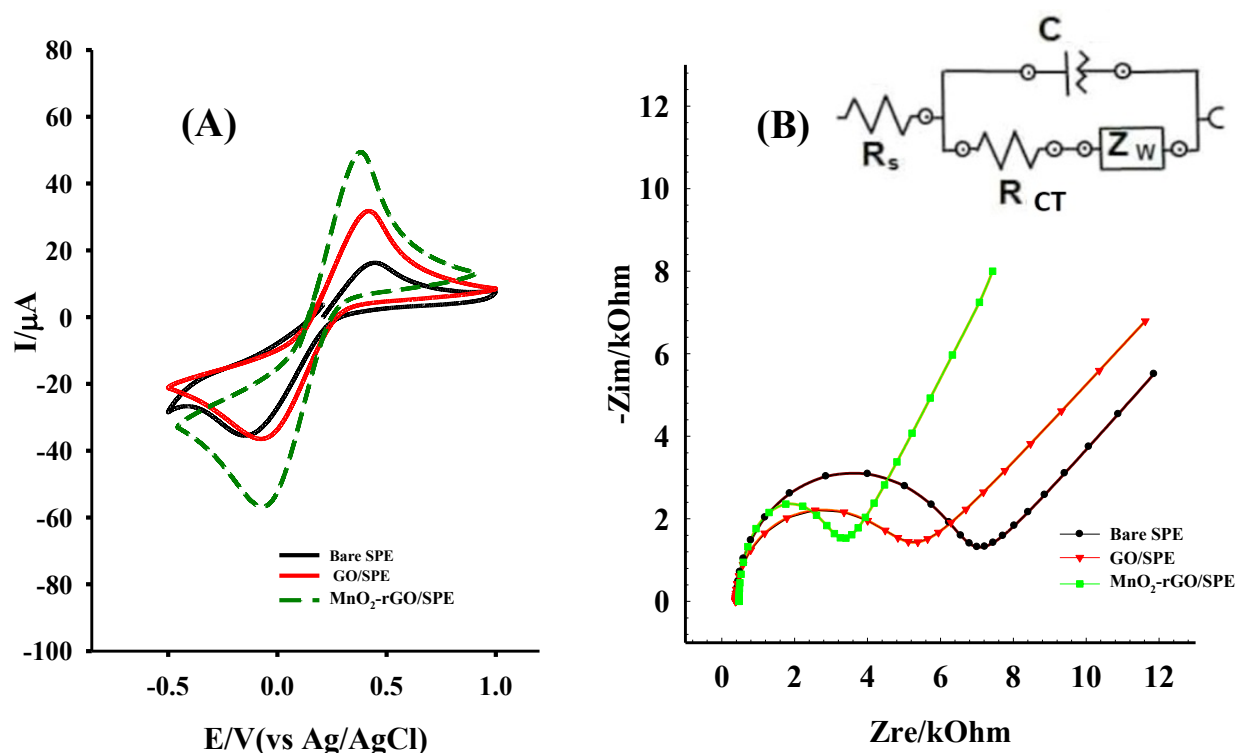 (A)
80
60
40
20
0
-20
-40
-60
-80
-100
I/µA
-0.5
0.0
0.5
1.0
E/V(vs Ag/AgCl)
Bare SPE
GO/SPE
MnO₂-rGO/SPE
(B)
C
Rs
R CT
Z W
12
10
8
6
4
2
0
-Zim/kOhm
0
2
4
6
8
10
12
Zre/kOhm
Bare SPE
GO/SPE
MnO₂-rGO/SPE